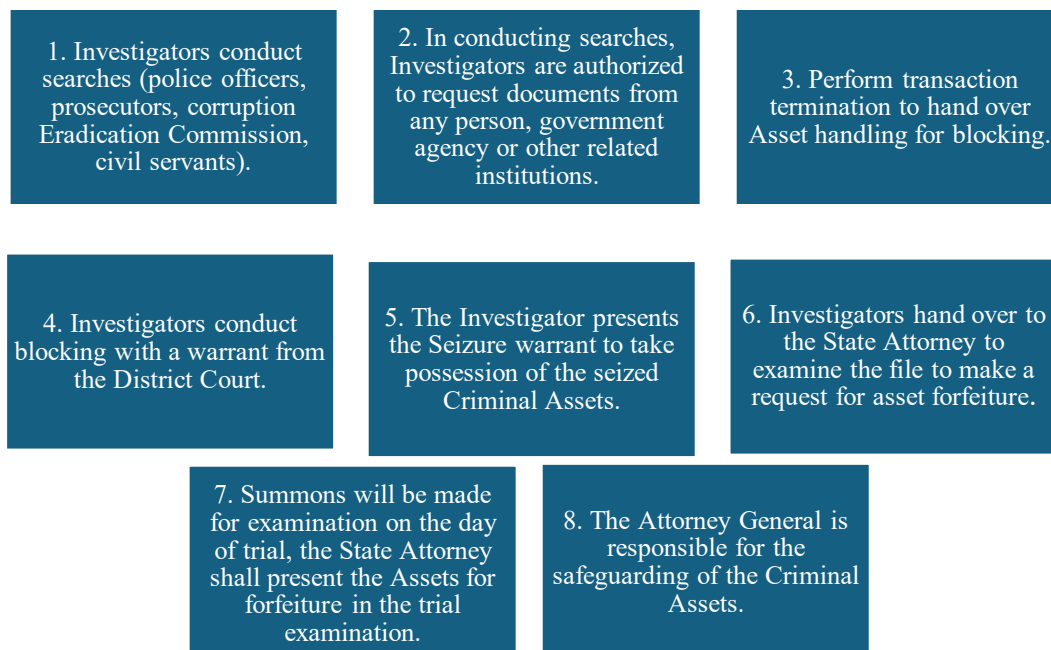 1. Investigators conduct
searches (police officers,
prosecutors, corruption
Eradication Commission,
civil servants).
2. In conducting searches,
Investigators are authorized
to request documents from
any person, government
agency or other related
institutions.
3. Perform transaction
termination to hand over
Asset handling for blocking.
4. Investigators conduct
blocking with a warrant from
the District Court.
5. The Investigator presents
the Seizure warrant to take
possession of the seized
Criminal Assets.
6. Investigators hand over to
the State Attorney to
examine the file to make a
request for asset forfeiture.
7. Summons will be made
for examination on the day
of trial, the State Attorney
shall present the Assets for
forfeiture in the trial
examination.
8. The Attorney General is
responsible for the
safeguarding of the Criminal
Assets.